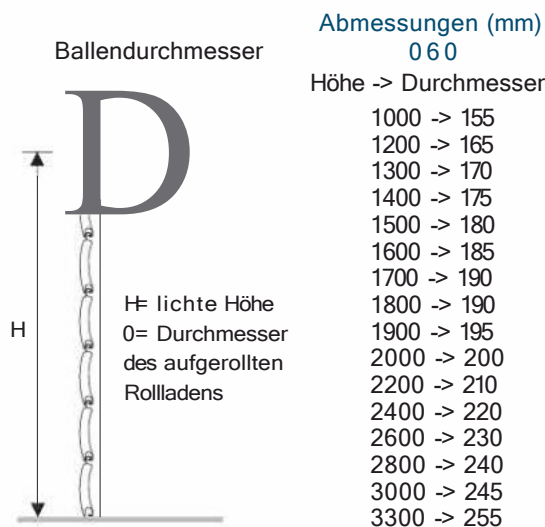 Ballendurchmesser
D
H
H= lichte Höhe
0= Durchmesser
des aufgerollten
Rollladens
Abmessungen (mm)
060
Höhe -> Durchmesser
1000 -> 155
1200 -> 165
1300 -> 170
1400 -> 175
1500 -> 180
1600 -> 185
1700 -> 190
1800 -> 190
1900 -> 195
2000 -> 200
2200 -> 210
2400 -> 220
2600 -> 230
2800 -> 240
3000 -> 245
3300 -> 255